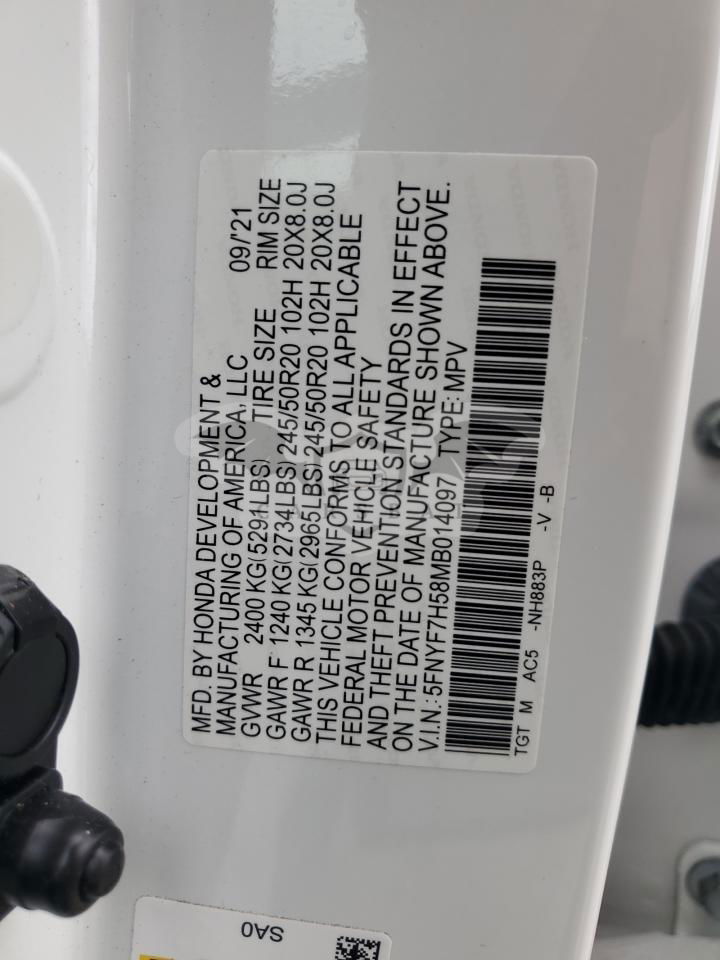 MFD. BY HONDA DEVELOPMENT &
MANUFACTURING OF AMERICA, LLC 09/'21
GVWR 2400 KG(5291LBS) TIRE SIZE RIM SIZE
GAWR F 1240 KG(2734LBS) 245/50R20 102H 20X8.0J
GAWR R 1345 KG(2965LBS) 245/50R20 102H 20X8.0J
THIS VEHICLE CONFORMS TO ALL APPLICABLE
FEDERAL MOTOR VEHICLE SAFETY
AND THEFT PREVENTION STANDARDS IN EFFECT
ON THE DATE OF MANUFACTURE SHOWN ABOVE.
V.I.N.: 5FNYF7H58MB014097 TYPE: MPV
TGT M AC5 -NH883P -V -B
SA0